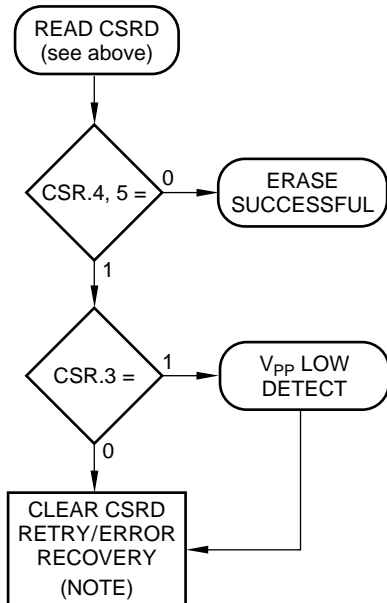 READ CSRD
(see above)
CSR.4, 5 =
0
ERASE
SUCCESSFUL
1
CSR.3 =
1
VPP LOW
DETECT
0
CLEAR CSRD
RETRY/ERROR
RECOVERY
(NOTE)